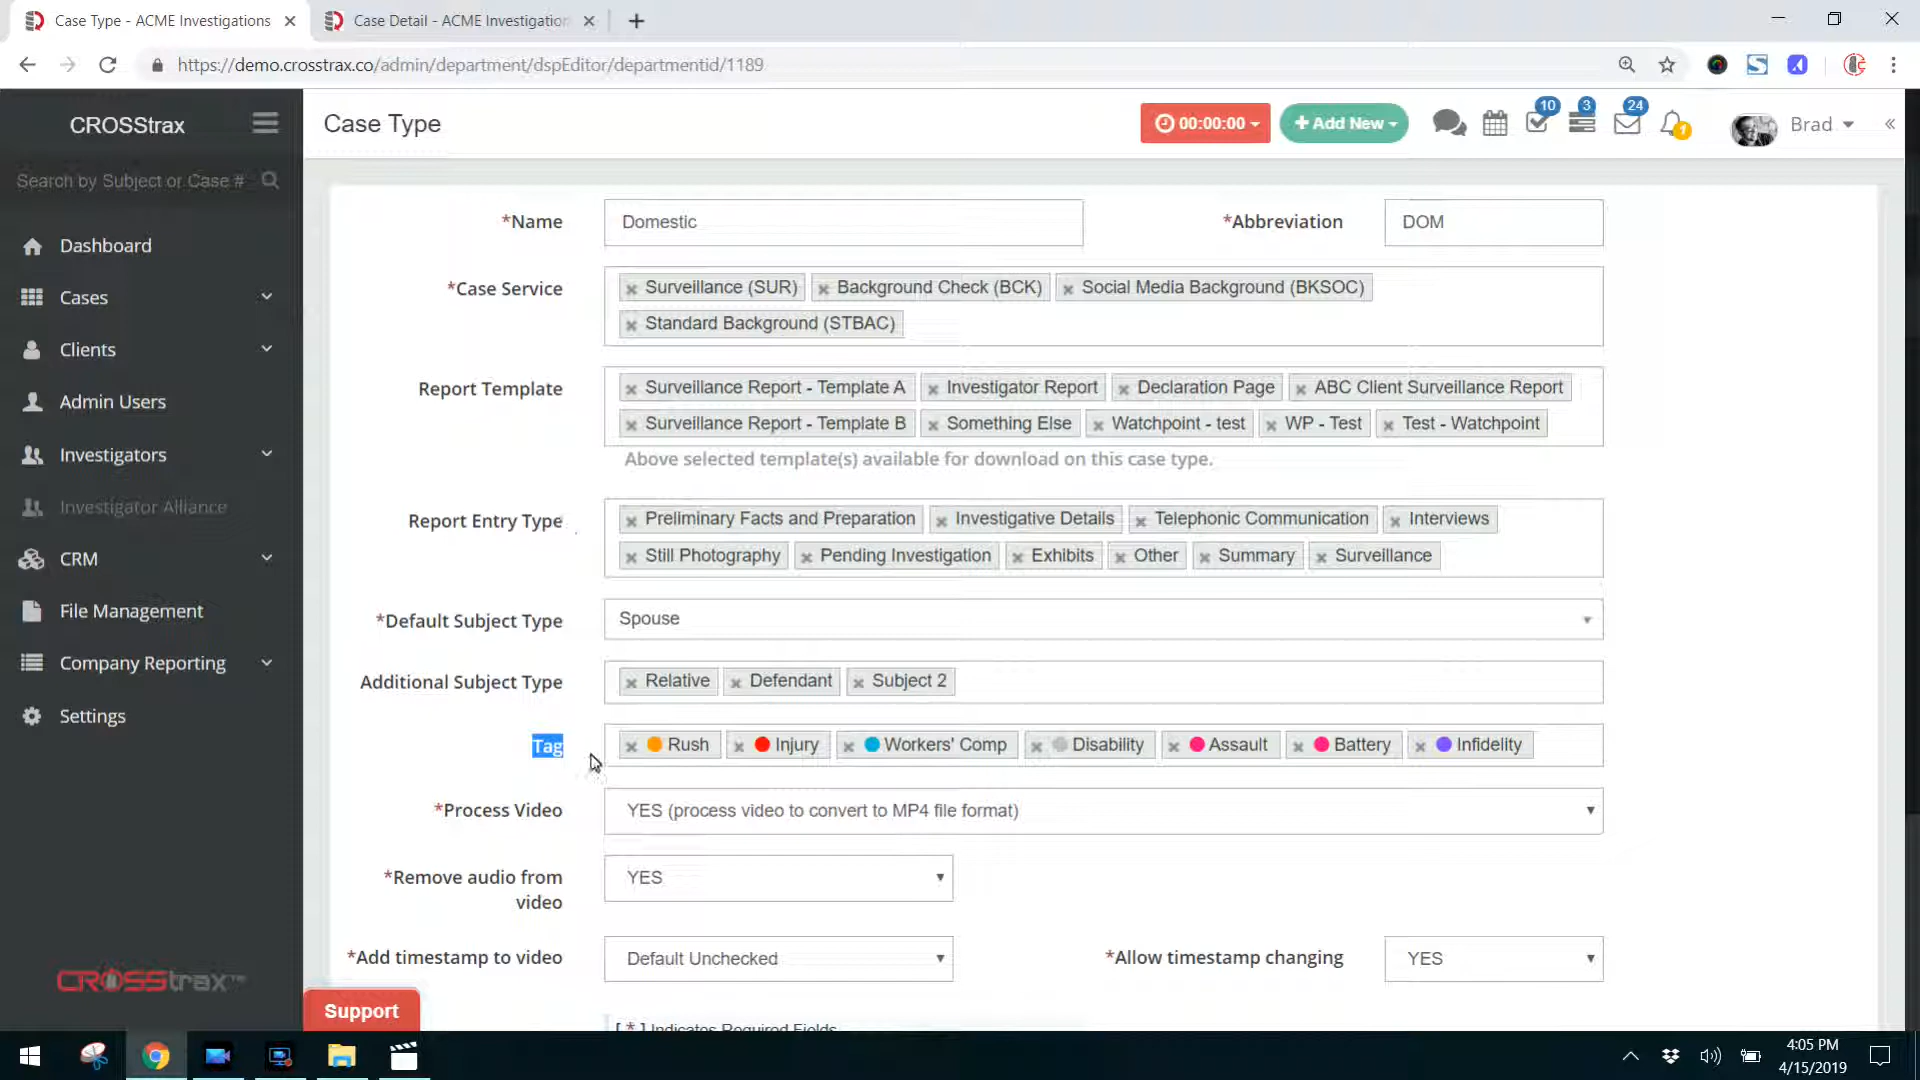 Case Type - ACME Investigations
Case Detail - ACME Investigation
https://demo.crosstrax.co/admin/department/dspEditor/departmentid/1189
CROSStrax
Case Type
00:00:00
+ Add New
10
3
24
1
Brad
Search by Subject or Case #
Dashboard
Cases
Clients
Admin Users
Investigators
Investigator Alliance
CRM
File Management
Company Reporting
Settings
CROSStrax™
Support
*Name
Domestic
*Abbreviation
DOM
*Case Service
× Surveillance (SUR) × Background Check (BCK) × Social Media Background (BKSOC)
× Standard Background (STBAC)
Report Template
× Surveillance Report - Template A × Investigator Report × Declaration Page × ABC Client Surveillance Report
× Surveillance Report - Template B × Something Else × Watchpoint - test × WP - Test × Test - Watchpoint
Above selected template(s) available for download on this case type.
Report Entry Type
× Preliminary Facts and Preparation × Investigative Details × Telephonic Communication × Interviews
× Still Photography × Pending Investigation × Exhibits × Other × Summary × Surveillance
*Default Subject Type
Spouse
Additional Subject Type
× Relative × Defendant × Subject 2
Tag
× Rush × Injury × Workers' Comp × Disability × Assault × Battery × Infidelity
*Process Video
YES (process video to convert to MP4 file format)
*Remove audio from
video
YES
*Add timestamp to video
Default Unchecked
*Allow timestamp changing
YES
[ * ] Indicates Required Fields
4:05 PM
4/15/2019